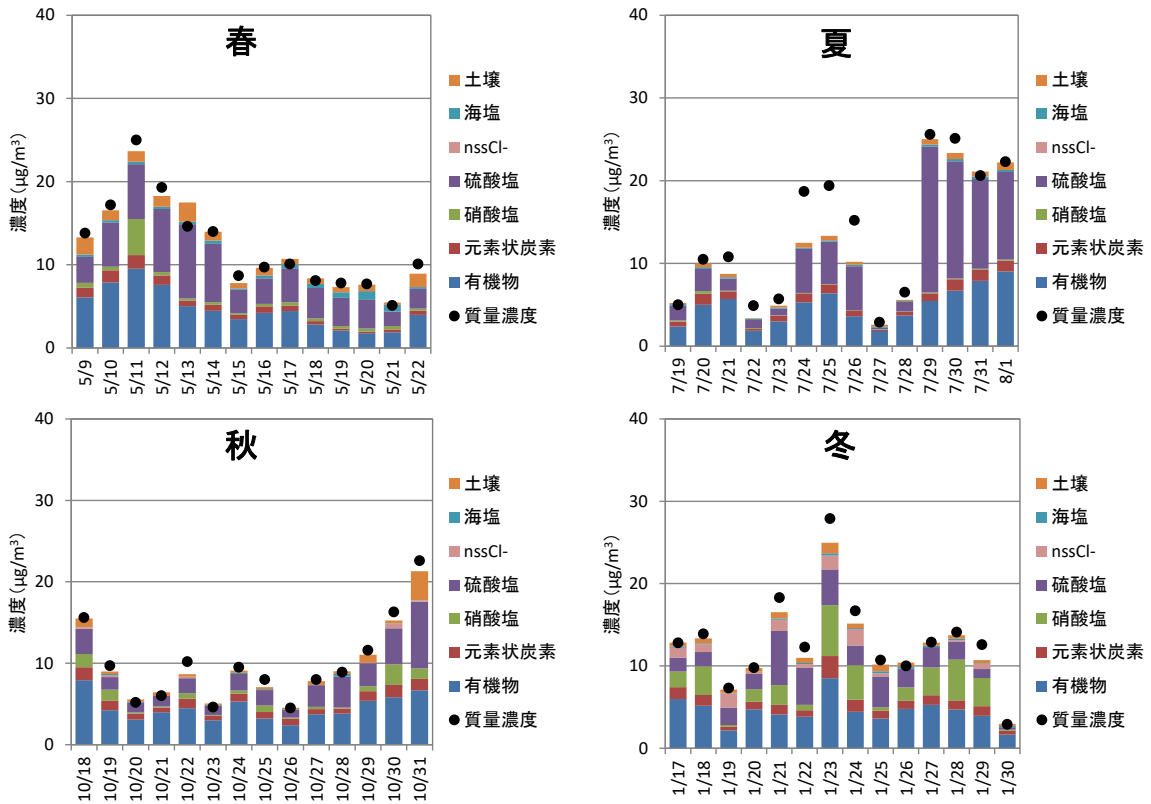 春
濃度(μg/m³)
40
30
20
10
0
5/9
5/10
5/11
5/12
5/13
5/14
5/15
5/16
5/17
5/18
5/19
5/20
5/21
5/22
土壌
海塩
nssCl-
硫酸塩
硝酸塩
元素状炭素
有機物
質量濃度
夏
濃度(μg/m³)
40
30
20
10
0
7/19
7/20
7/21
7/22
7/23
7/24
7/25
7/26
7/27
7/28
7/29
7/30
7/31
8/1
土壌
海塩
nssCl-
硫酸塩
硝酸塩
元素状炭素
有機物
質量濃度
秋
濃度(μg/m³)
40
30
20
10
0
10/18
10/19
10/20
10/21
10/22
10/23
10/24
10/25
10/26
10/27
10/28
10/29
10/30
10/31
土壌
海塩
nssCl-
硫酸塩
硝酸塩
元素状炭素
有機物
質量濃度
冬
濃度(μg/m³)
40
30
20
10
0
1/17
1/18
1/19
1/20
1/21
1/22
1/23
1/24
1/25
1/26
1/27
1/28
1/29
1/30
土壌
海塩
nssCl-
硫酸塩
硝酸塩
元素状炭素
有機物
質量濃度